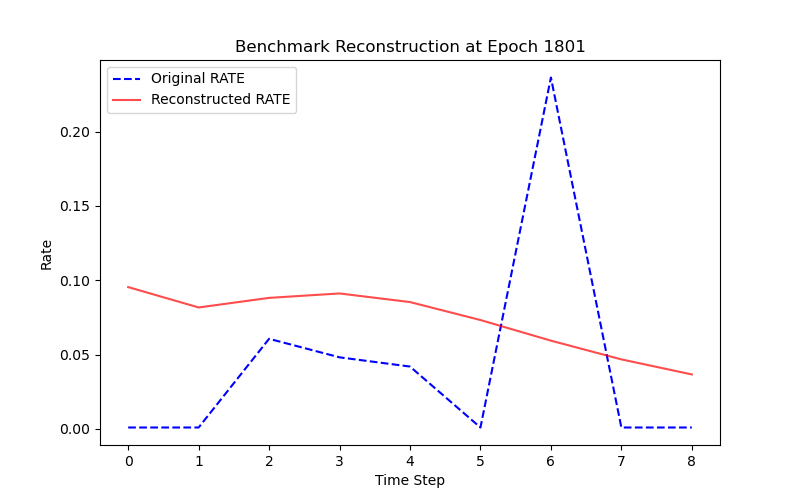 Benchmark Reconstruction at Epoch 1801
Original RATE
Reconstructed RATE
0.20
0.15
0.10
0.05
0.00
Rate
0 1 2 3 4 5 6 7 8
Time Step